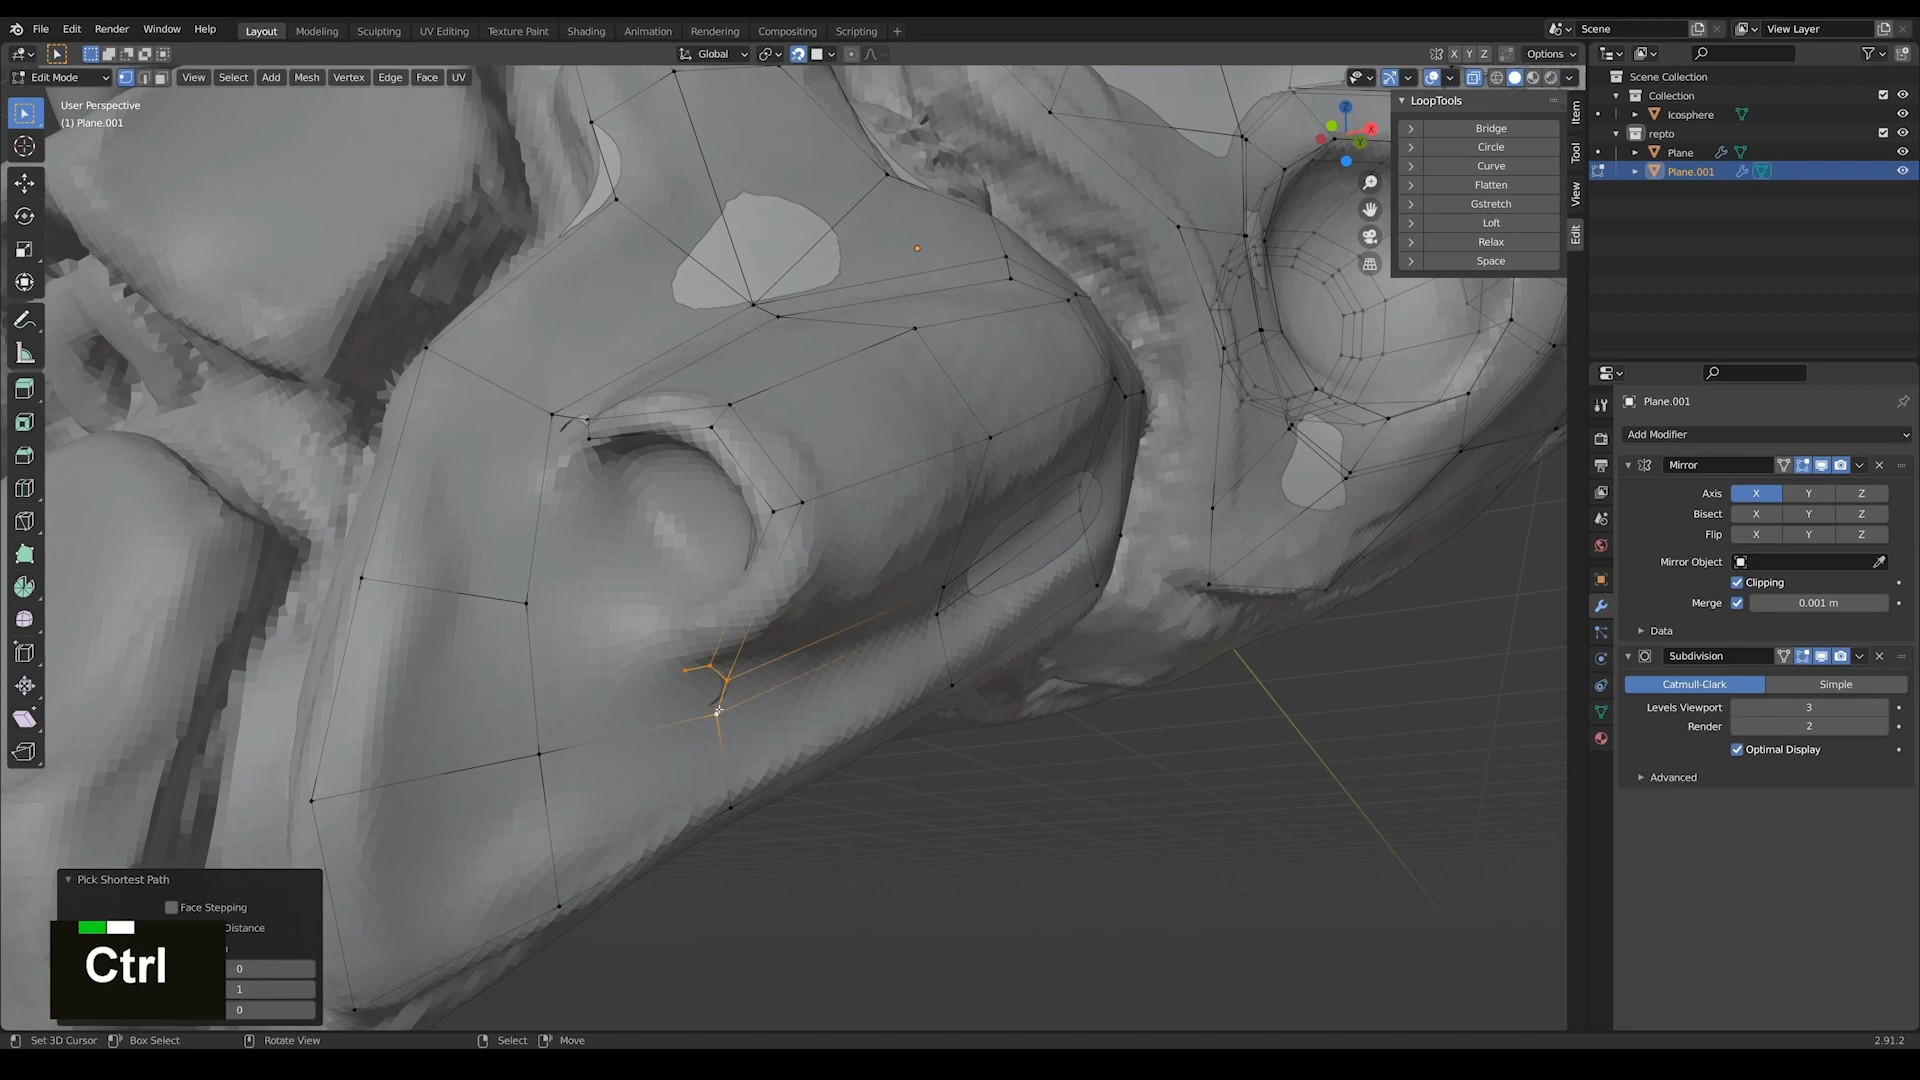 File Edit Render Window Help Layout Modeling Sculpting UV Editing Texture Paint Shading Animation Rendering Compositing Scripting + Scene View Layer
Global X Y Z Options
Edit Mode View Select Add Mesh Vertex Edge Face UV
User Perspective
(1) Plane.001
LoopTools
Bridge
Circle
Curve
Flatten
Gstretch
Loft
Relax
Space
Item
Tool
View
Edit
Z
X
Y
Scene Collection
Collection
Icosphere
repto
Plane
Plane.001
Plane.001
Add Modifier
Mirror
Axis X Y Z
Bisect X Y Z
Flip X Y Z
Mirror Object
Clipping
Merge 0.001 m
Data
Subdivision
Catmull-Clark Simple
Levels Viewport 3
Render 2
Optimal Display
Advanced
Pick Shortest Path
Face Stepping
Distance
0
1
0
Ctrl
Set 3D Cursor Box Select Rotate View Select Move 2.91.2